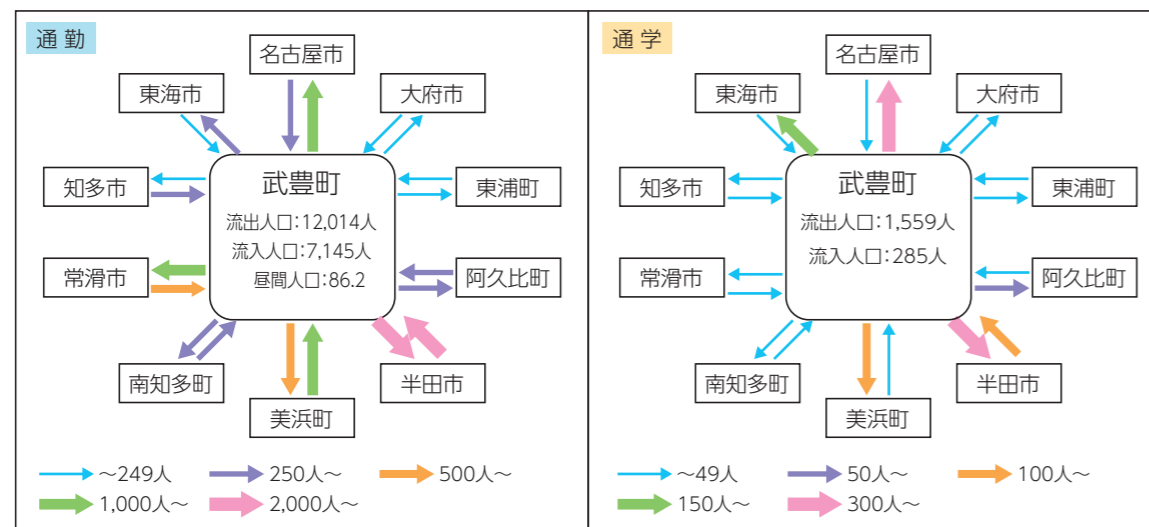 通勤
名古屋市
東海市
大府市
知多市
武豊町
東浦町
流出人口：12,014人
流入人口：7,145人
昼間人口：86.2
常滑市
阿久比町
南知多町
半田市
美浜町
～249人
250人～
500人～
1,000人～
2,000人～
通学
名古屋市
東海市
大府市
知多市
武豊町
東浦町
流出人口：1,559人
流入人口：285人
常滑市
阿久比町
南知多町
半田市
美浜町
～49人
50人～
100人～
150人～
300人～